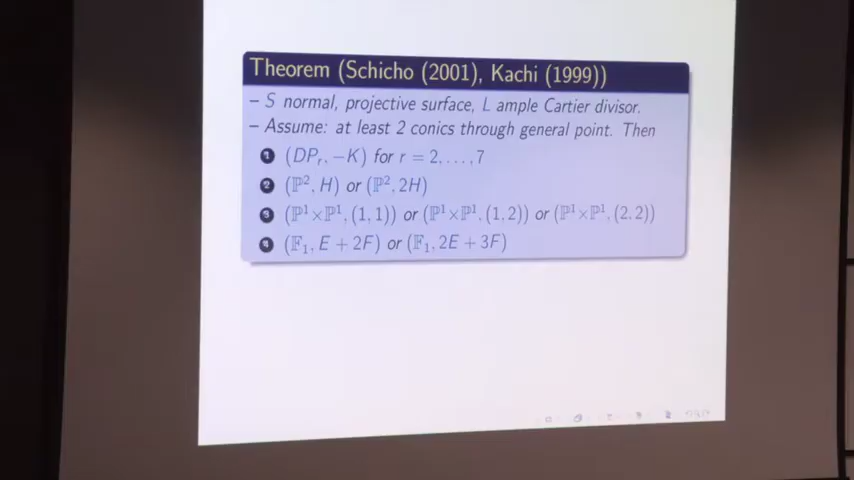 Theorem (Schicho (2001), Kachi (1999))
– S normal, projective surface, L ample Cartier divisor.
– Assume: at least 2 conics through general point. Then
1 (DPᵣ, −K) for r = 2, . . . , 7
2 (ℙ², H) or (ℙ², 2H)
3 (ℙ¹×ℙ¹, (1, 1)) or (ℙ¹×ℙ¹, (1, 2)) or (ℙ¹×ℙ¹, (2, 2))
4 (𝔽₁, E + 2F) or (𝔽₁, 2E + 3F)